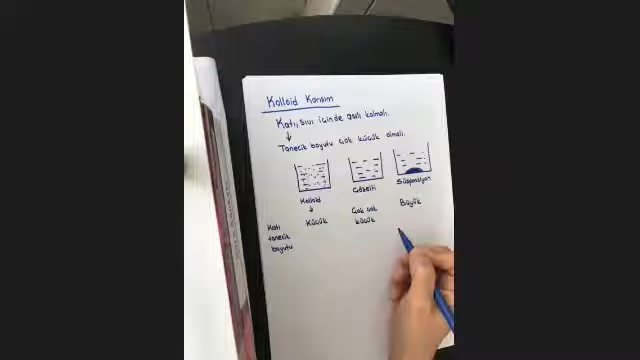 Kolloid Karışım
Katı, sıvı içinde asılı kalmalı.
Tanecik boyutu çok küçük olmalı.
Kolloid
Çözelti
Süspansiyon
Katı
tanecik
boyutu
Küçük
Çok çok
küçük
Büyük